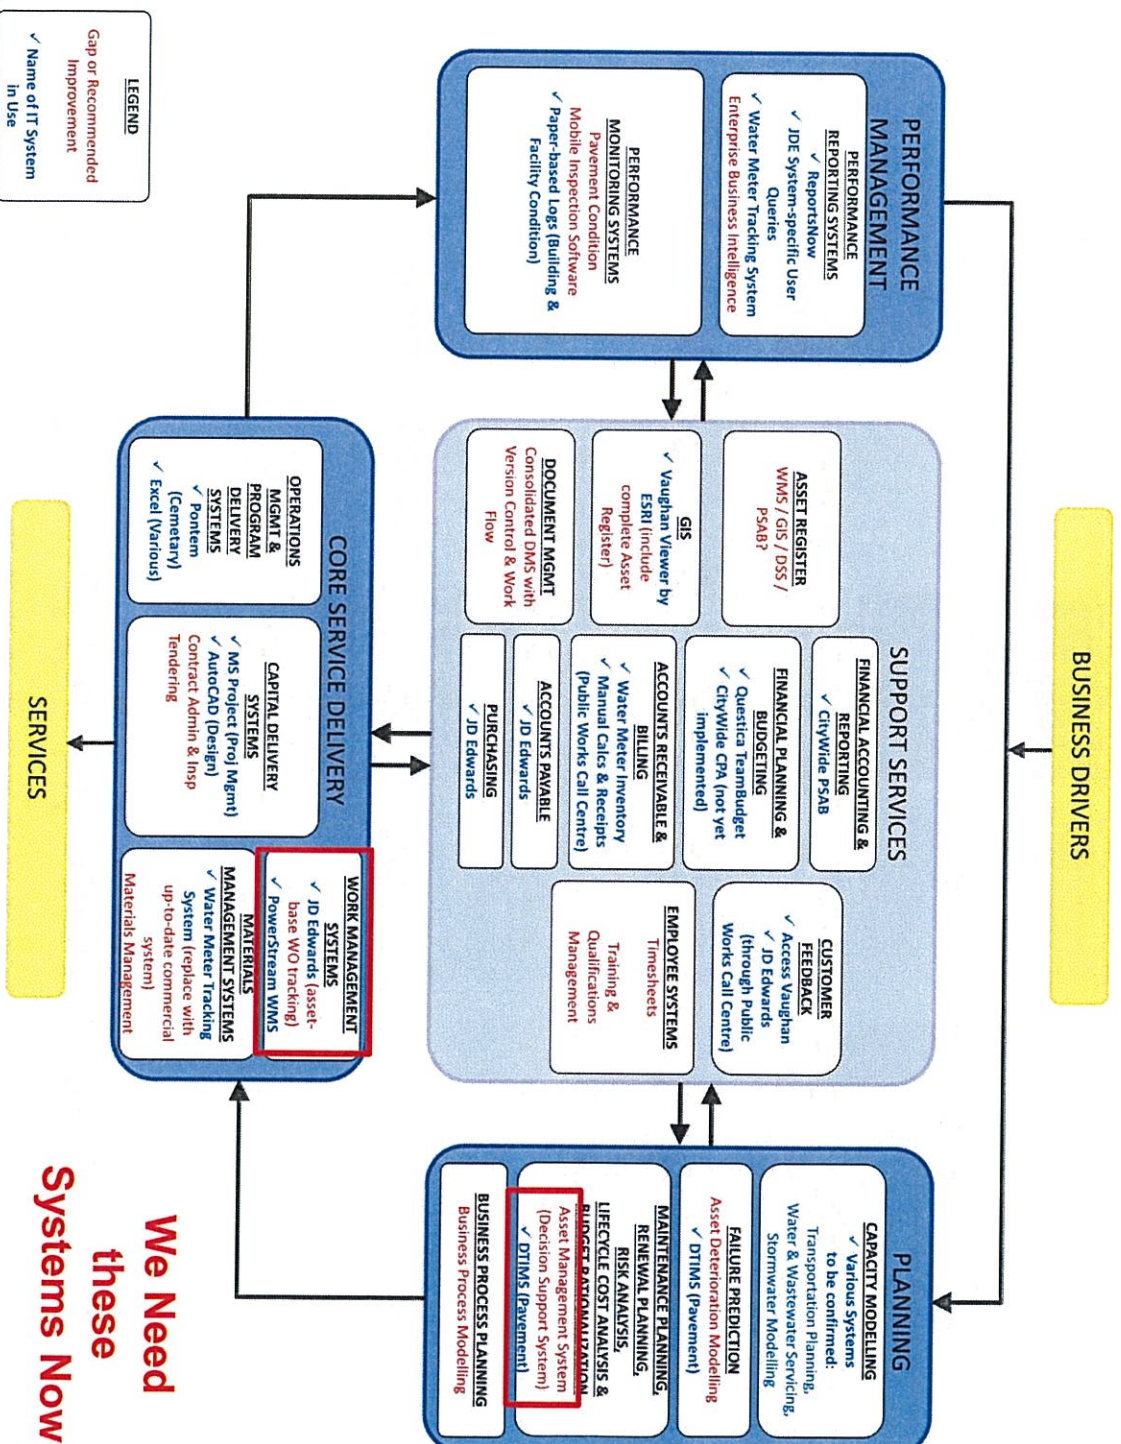 BUSINESS DRIVERS
PERFORMANCE
MANAGEMENT
PERFORMANCE
REPORTING SYSTEMS
✓ ReportsNow
✓ JDE System-specific User
Queries
✓ Water Meter Tracking System
Enterprise Business Intelligence
PERFORMANCE
MONITORING SYSTEMS
Pavement Condition
Mobile Inspection Software
✓ Paper-based Logs (Building &
Facility Condition)
SUPPORT SERVICES
ASSET REGISTER
WMS / GIS / DSS /
PSAB?
GIS
✓ Vaughan Viewer by
ESRI (include
complete Asset
Register)
DOCUMENT MGMT
Consolidated DMS with
Version Control & Work
Flow
FINANCIAL ACCOUNTING &
REPORTING
✓ CityWide PSAB
FINANCIAL PLANNING &
BUDGETING
✓ Questica TeamBudget
✓ CityWide CPA (not yet
implemented)
ACCOUNTS RECEIVABLE &
BILLING
✓ Water Meter Inventory
✓ Manual Calcs & Receipts
(Public Works Call Centre)
ACCOUNTS PAYABLE
✓ JD Edwards
PURCHASING
✓ JD Edwards
CUSTOMER
FEEDBACK
✓ Access Vaughan
✓ JD Edwards
(through Public
Works Call Centre)
EMPLOYEE SYSTEMS
Timesheets
Training &
Qualifications
Management
PLANNING
CAPACITY MODELLING
✓ Various Systems
to be confirmed:
Transportation Planning,
Water & Wastewater Servicing,
Stormwater Modelling
FAILURE PREDICTION
Asset Deterioration Modelling
✓ DTIMS (Pavement)
MAINTENANCE PLANNING,
RENEWAL PLANNING,
RISK ANALYSIS,
LIFECYCLE COST ANALYSIS &
BUDGET RATIONALIZATION
Asset Management System
(Decision Support System)
✓ DTIMS (Pavement)
BUSINESS PROCESS PLANNING
Business Process Modelling
CORE SERVICE DELIVERY
OPERATIONS
MGMT &
PROGRAM
DELIVERY
SYSTEMS
✓ Pontem
(Cemetary)
✓ Excel (Various)
CAPITAL DELIVERY
SYSTEMS
✓ MS Project (Proj Mgmt)
✓ AutoCAD (Design)
Contract Admin & Insp
Tendering
WORK MANAGEMENT
SYSTEMS
✓ JD Edwards (asset-
base WO tracking)
✓ PowerStream WMS
MATERIALS
MANAGEMENT SYSTEMS
✓ Water Meter Tracking
System (replace with
up-to-date commercial
system)
Materials Management
SERVICES
LEGEND
Gap or Recommended
Improvement
✓ Name of IT System
in Use
We Need
these
Systems Now